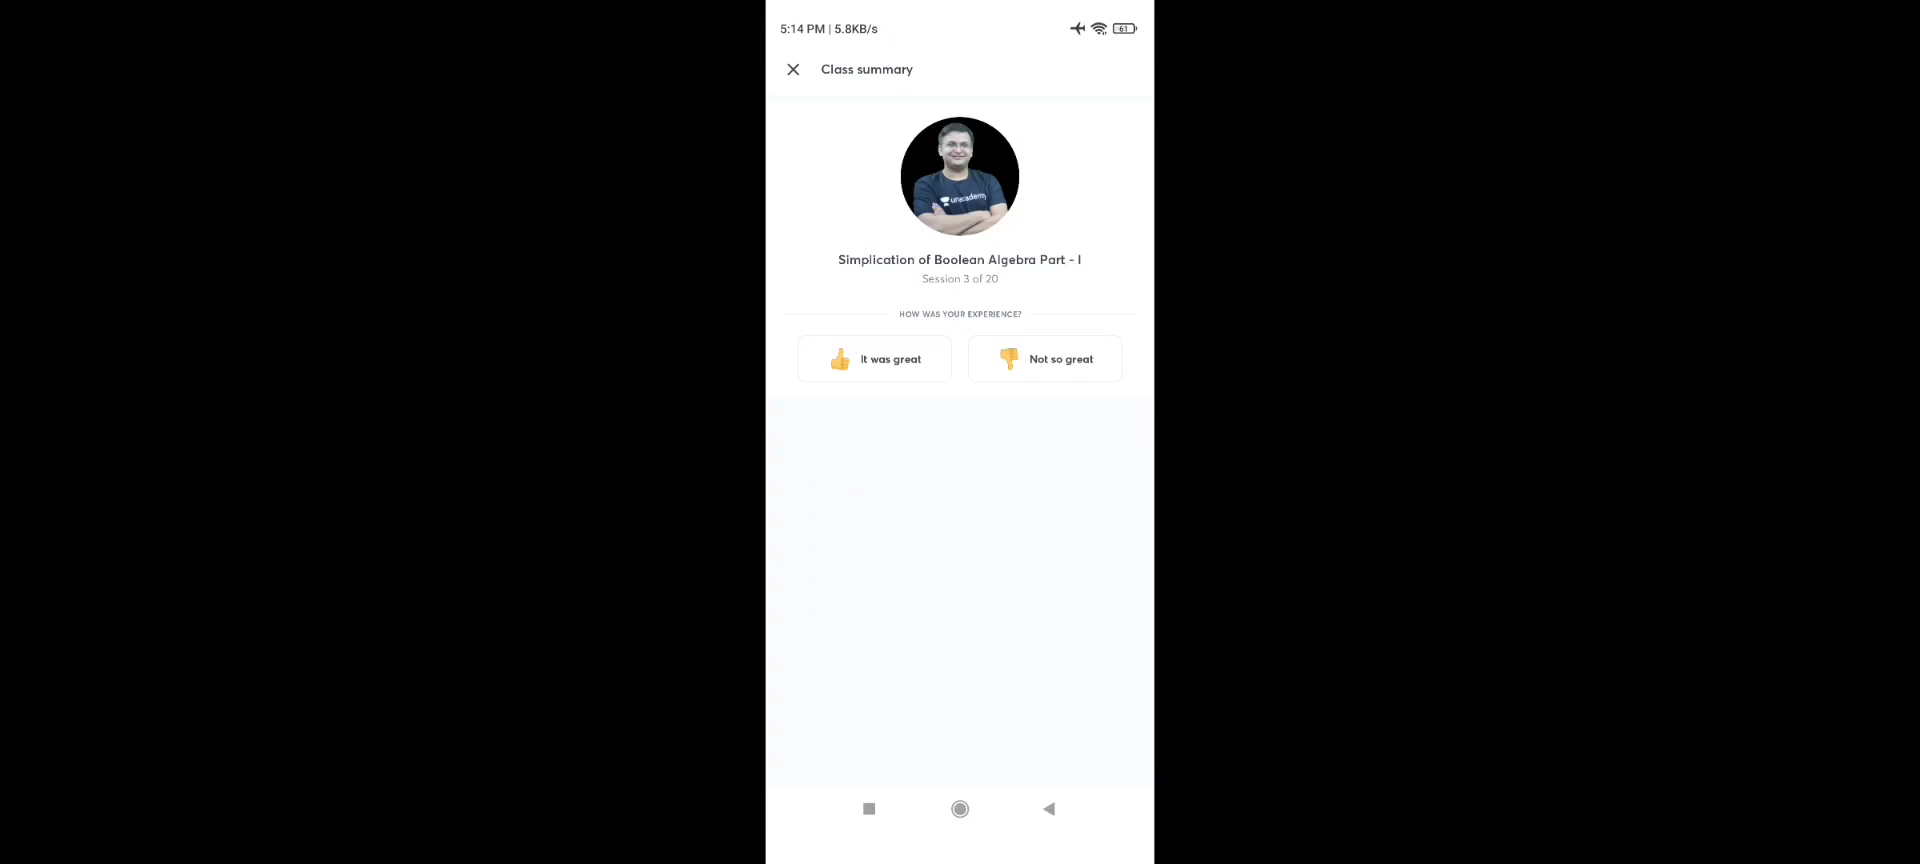 5:14 PM | 5.8KB/s
61
Class summary
unacademy
Simplication of Boolean Algebra Part - I
Session 3 of 20
HOW WAS YOUR EXPERIENCE?
It was great
Not so great